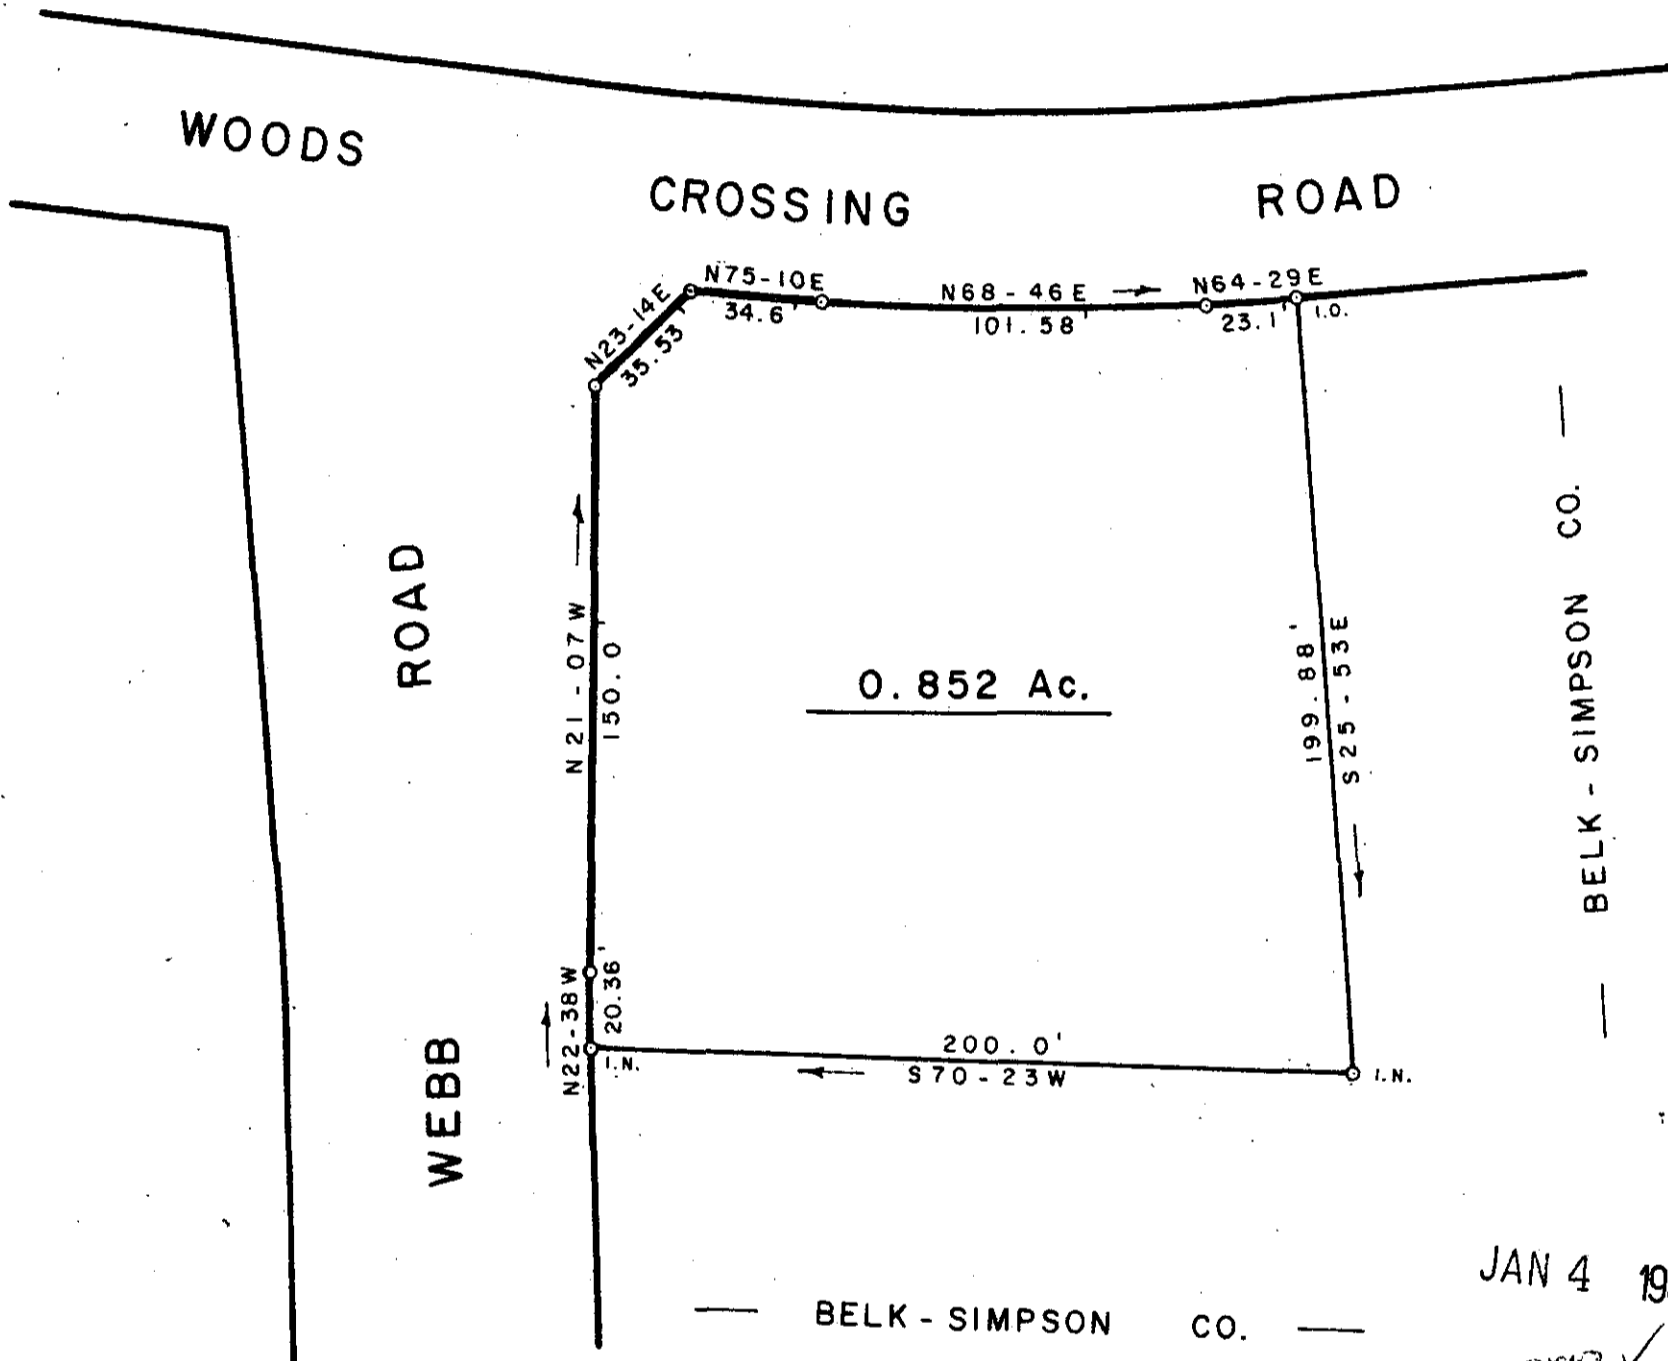 WOODS CROSSING ROAD
N75-10E
34.6'
N68-46E
101.58'
N64-29E
23.1'
I.O.
N23-14E
35.53'
N21-07W
150.0'
ROAD
0.852 Ac.
199.88'
S25-53E
BELK-SIMPSON CO.
N22-38W
20.36'
I.N.
WEBB
200.0'
S70-23W
I.N.
JAN 4 19
BELK-SIMPSON CO.